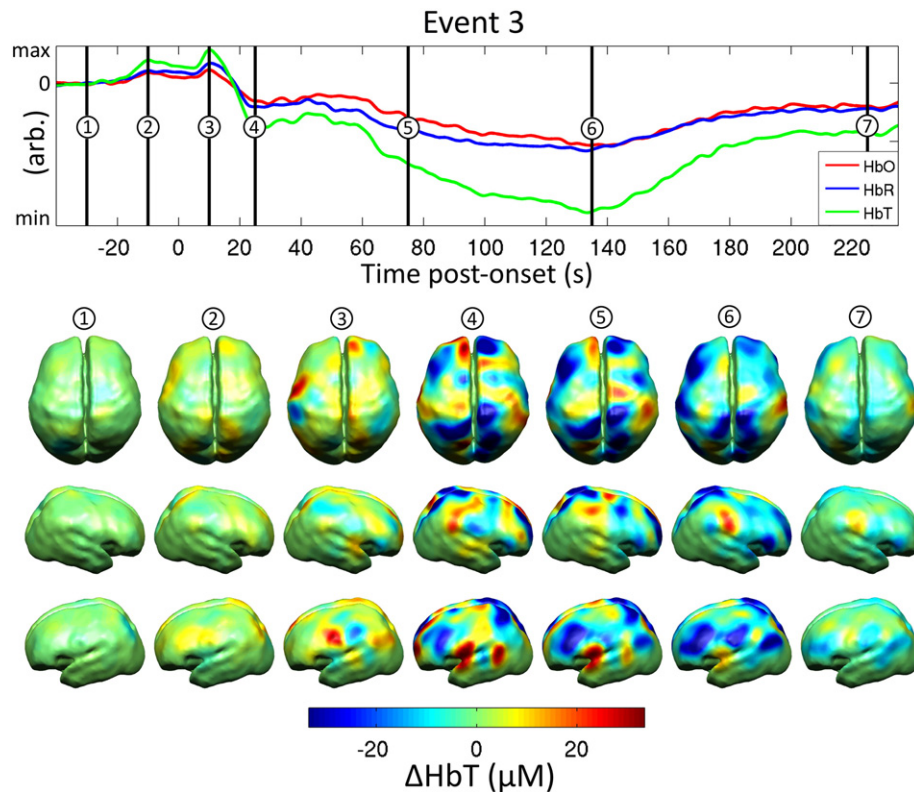 Event 3
max
0
(arb.)
min
① ② ③ ④ ⑤ ⑥ ⑦
HbO
HbR
HbT
-20 0 20 40 60 80 100 120 140 160 180 200 220
Time post-onset (s)
① ② ③ ④ ⑤ ⑥ ⑦
-20 0 20
ΔHbT (μM)